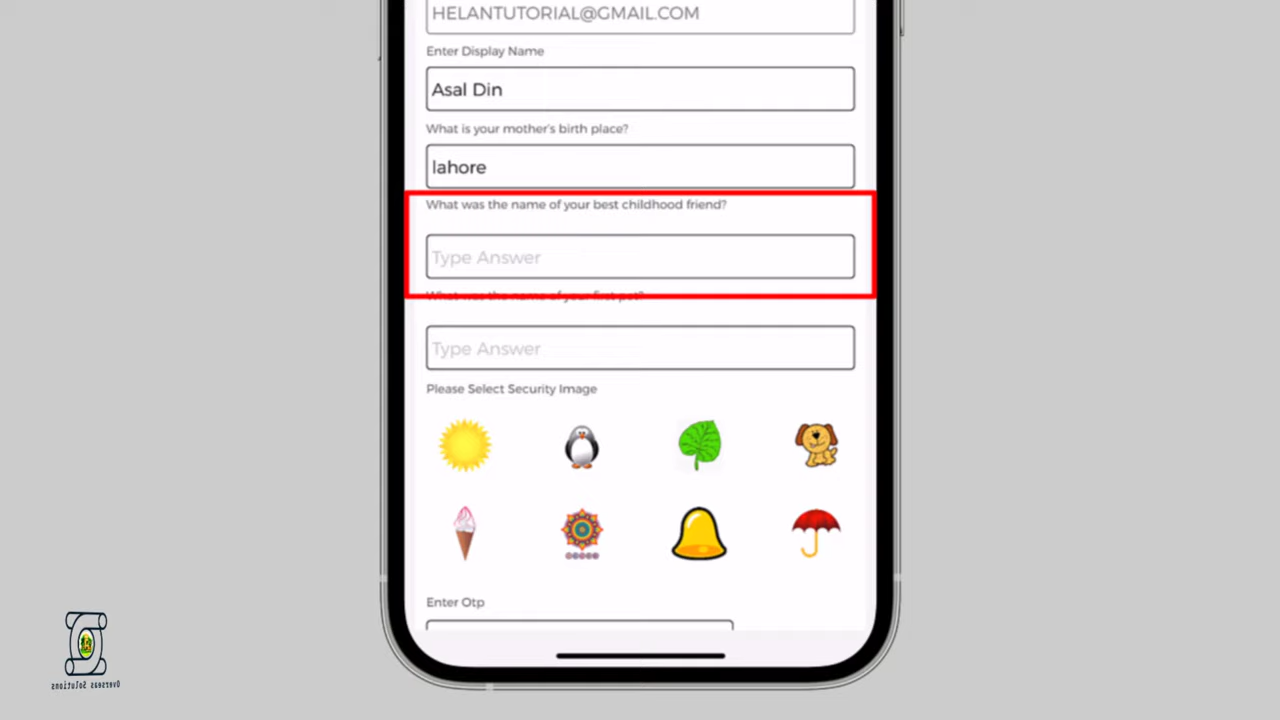 HELANTUTORIAL@GMAIL.COM
Enter Display Name
Asal Din
What is your mother's birth place?
lahore
What was the name of your best childhood friend?
Type Answer
What was the name of your first pet?
Type Answer
Please Select Security Image
Enter Otp
Overseas Solutions